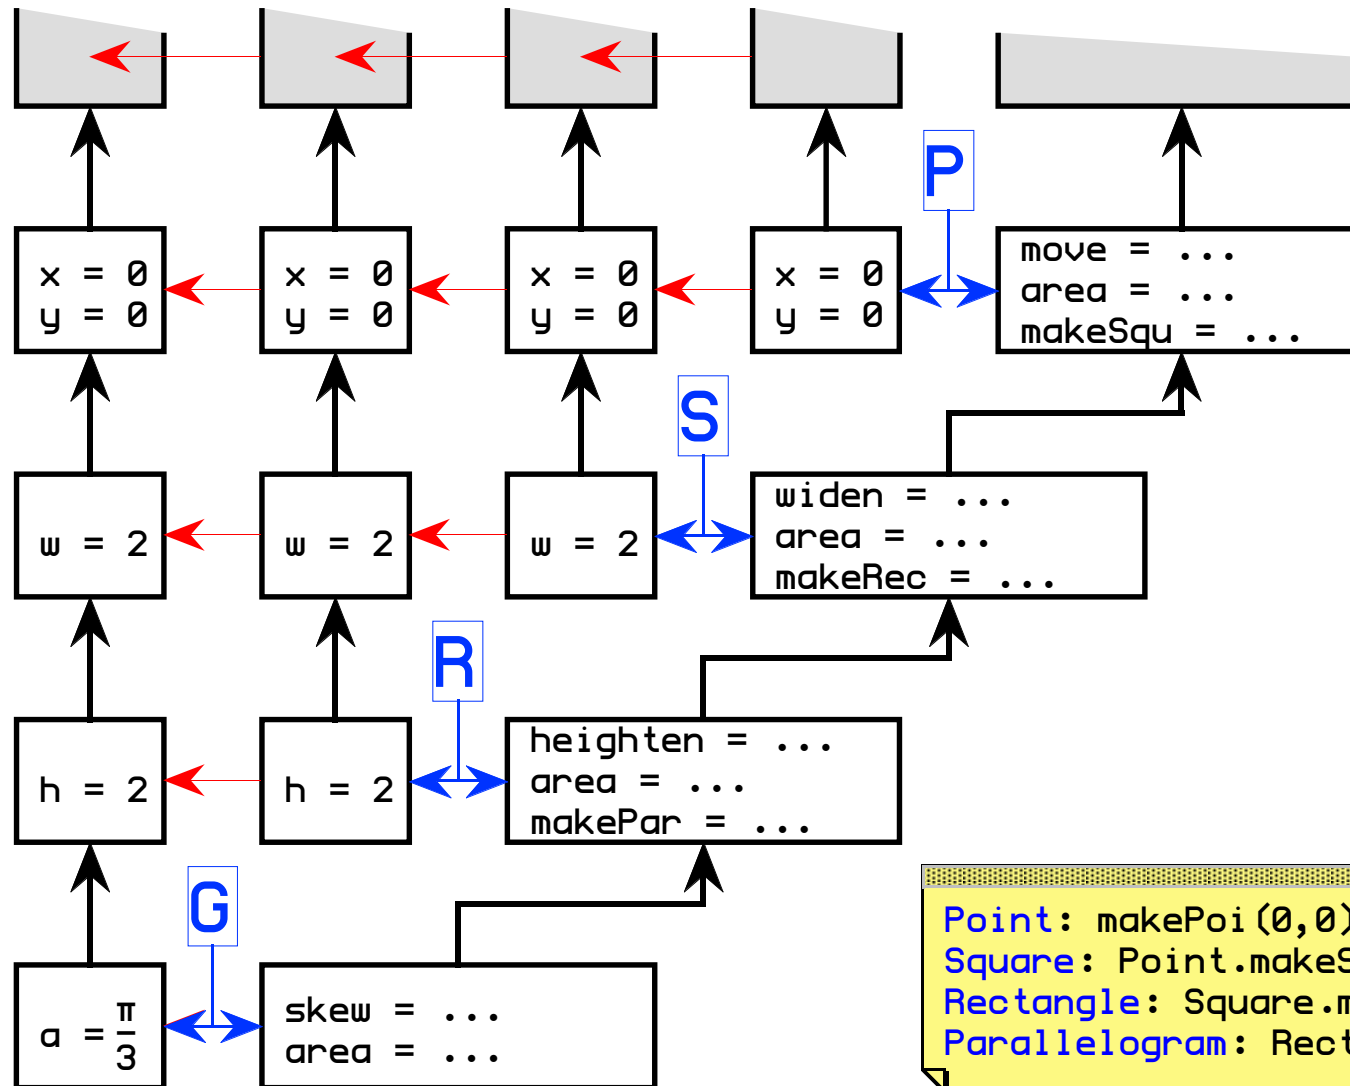 P
x = 0
y = 0
x = 0
y = 0
x = 0
y = 0
x = 0
y = 0
move = ...
area = ...
makeSqu = ...
S
w = 2
w = 2
w = 2
widen = ...
area = ...
makeRec = ...
R
h = 2
h = 2
heighten = ...
area = ...
makePar = ...
G
a = π/3
skew = ...
area = ...
Point: makePoi(0,0)
Square: Point.makeS
Rectangle: Square.m
Parallelogram: Rect